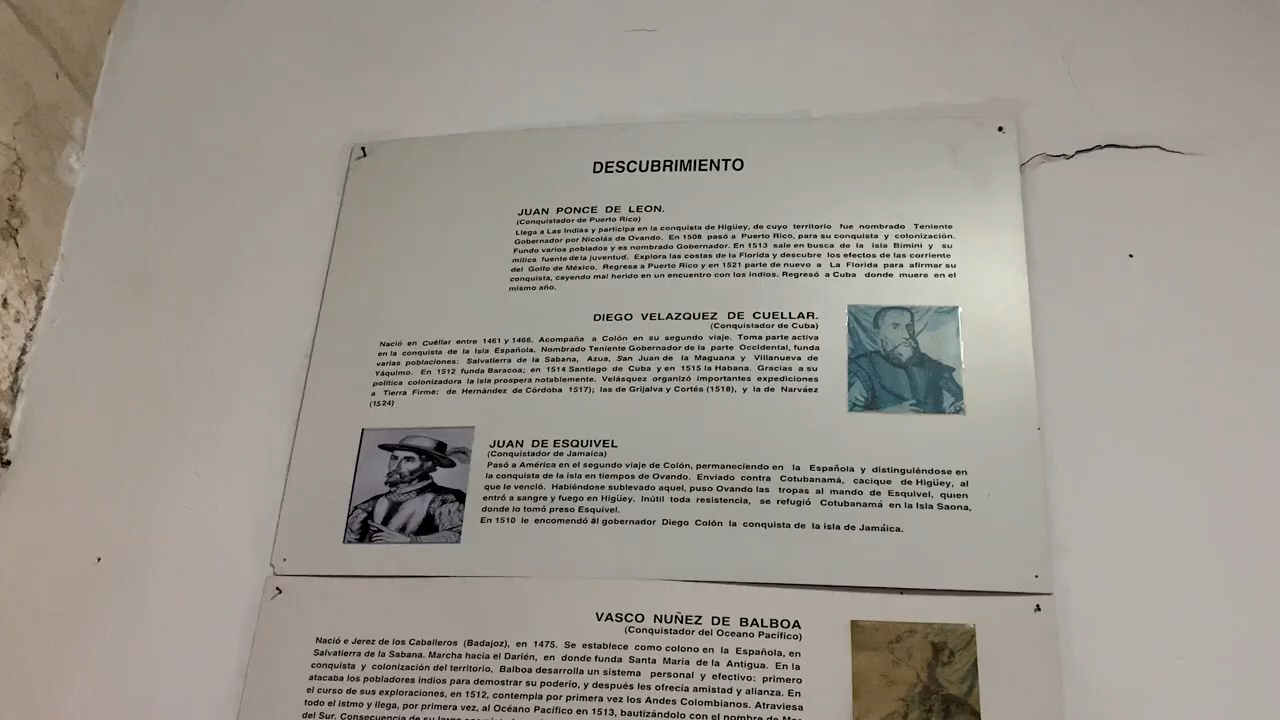 DESCUBRIMIENTO
JUAN PONCE DE LEON.
(Conquistador de Puerto Rico)
Llega a Las Indias y participa en la conquista de Higüey, de cuyo territorio fue nombrado Teniente
Gobernador por Nicolás de Ovando. En 1508 pasó a Puerto Rico, para su conquista y colonización.
Fundo varios poblados y es nombrado Gobernador. En 1513 sale en busca de la isla Bimini y su
mítica fuente de la juventud. Explora las costas de la Florida y descubre los efectos de las corriente
del Golfo de México. Regresa a Puerto Rico y en 1521 parte de nuevo a La Florida para afirmar su
conquista, cayendo mal herido en un encuentro con los indios. Regresó a Cuba donde muere en el
mismo año.
DIEGO VELAZQUEZ DE CUELLAR.
(Conquistador de Cuba)
Nació en Cuéllar entre 1461 y 1466. Acompaña a Colón en su segundo viaje. Toma parte activa
en la conquista de la Isla Española. Nombrado Teniente Gobernador de la parte Occidental, funda
varias poblaciones: Salvatierra de la Sabana, Azua, San Juan de la Maguana y Villanueva de
Yáquimo. En 1512 funda Baracoa; en 1514 Santiago de Cuba y en 1515 la Habana. Gracias a su
política colonizadora la isla prospera notablemente. Velásquez organizó importantes expediciones
a Tierra Firme: de Hernández de Córdoba 1517); las de Grijalva y Cortés (1518), y la de Narváez
(1524)
JUAN DE ESQUIVEL
(Conquistador de Jamaica)
Pasó a América en el segundo viaje de Colón, permaneciendo en la Española y distinguiéndose en
la conquista de la isla en tiempos de Ovando. Enviado contra Cotubanamá, cacique de Higüey, al
que le venció. Habiéndose sublevado aquel, puso Ovando las tropas al mando de Esquivel, quien
entró a sangre y fuego en Higüey. Inútil toda resistencia, se refugió Cotubanamá en la Isla Saona,
donde lo tomó preso Esquivel.
En 1510 le encomendó al gobernador Diego Colón la conquista de la isla de Jamáica.
VASCO NUÑEZ DE BALBOA
(Conquistador del Oceano Pacífico)
Nació e Jerez de los Caballeros (Badajoz), en 1475. Se establece como colono en la Española, en
Salvatierra de la Sabana. Marcha hacia el Darién, en donde funda Santa Maria de la Antigua. En la
conquista y colonización del territorio, Balboa desarrolla un sistema personal y efectivo: primero
atacaba los pobladores indios para demostrar su poderio, y después les ofrecía amistad y alianza. En
el curso de sus exploraciones, en 1512, contempla por primera vez los Andes Colombianos. Atraviesa
todo el istmo y llega, por primera vez, al Océano Pacífico en 1513, bautizándolo con el nombre de Mar
del Sur. Consecuencia de su